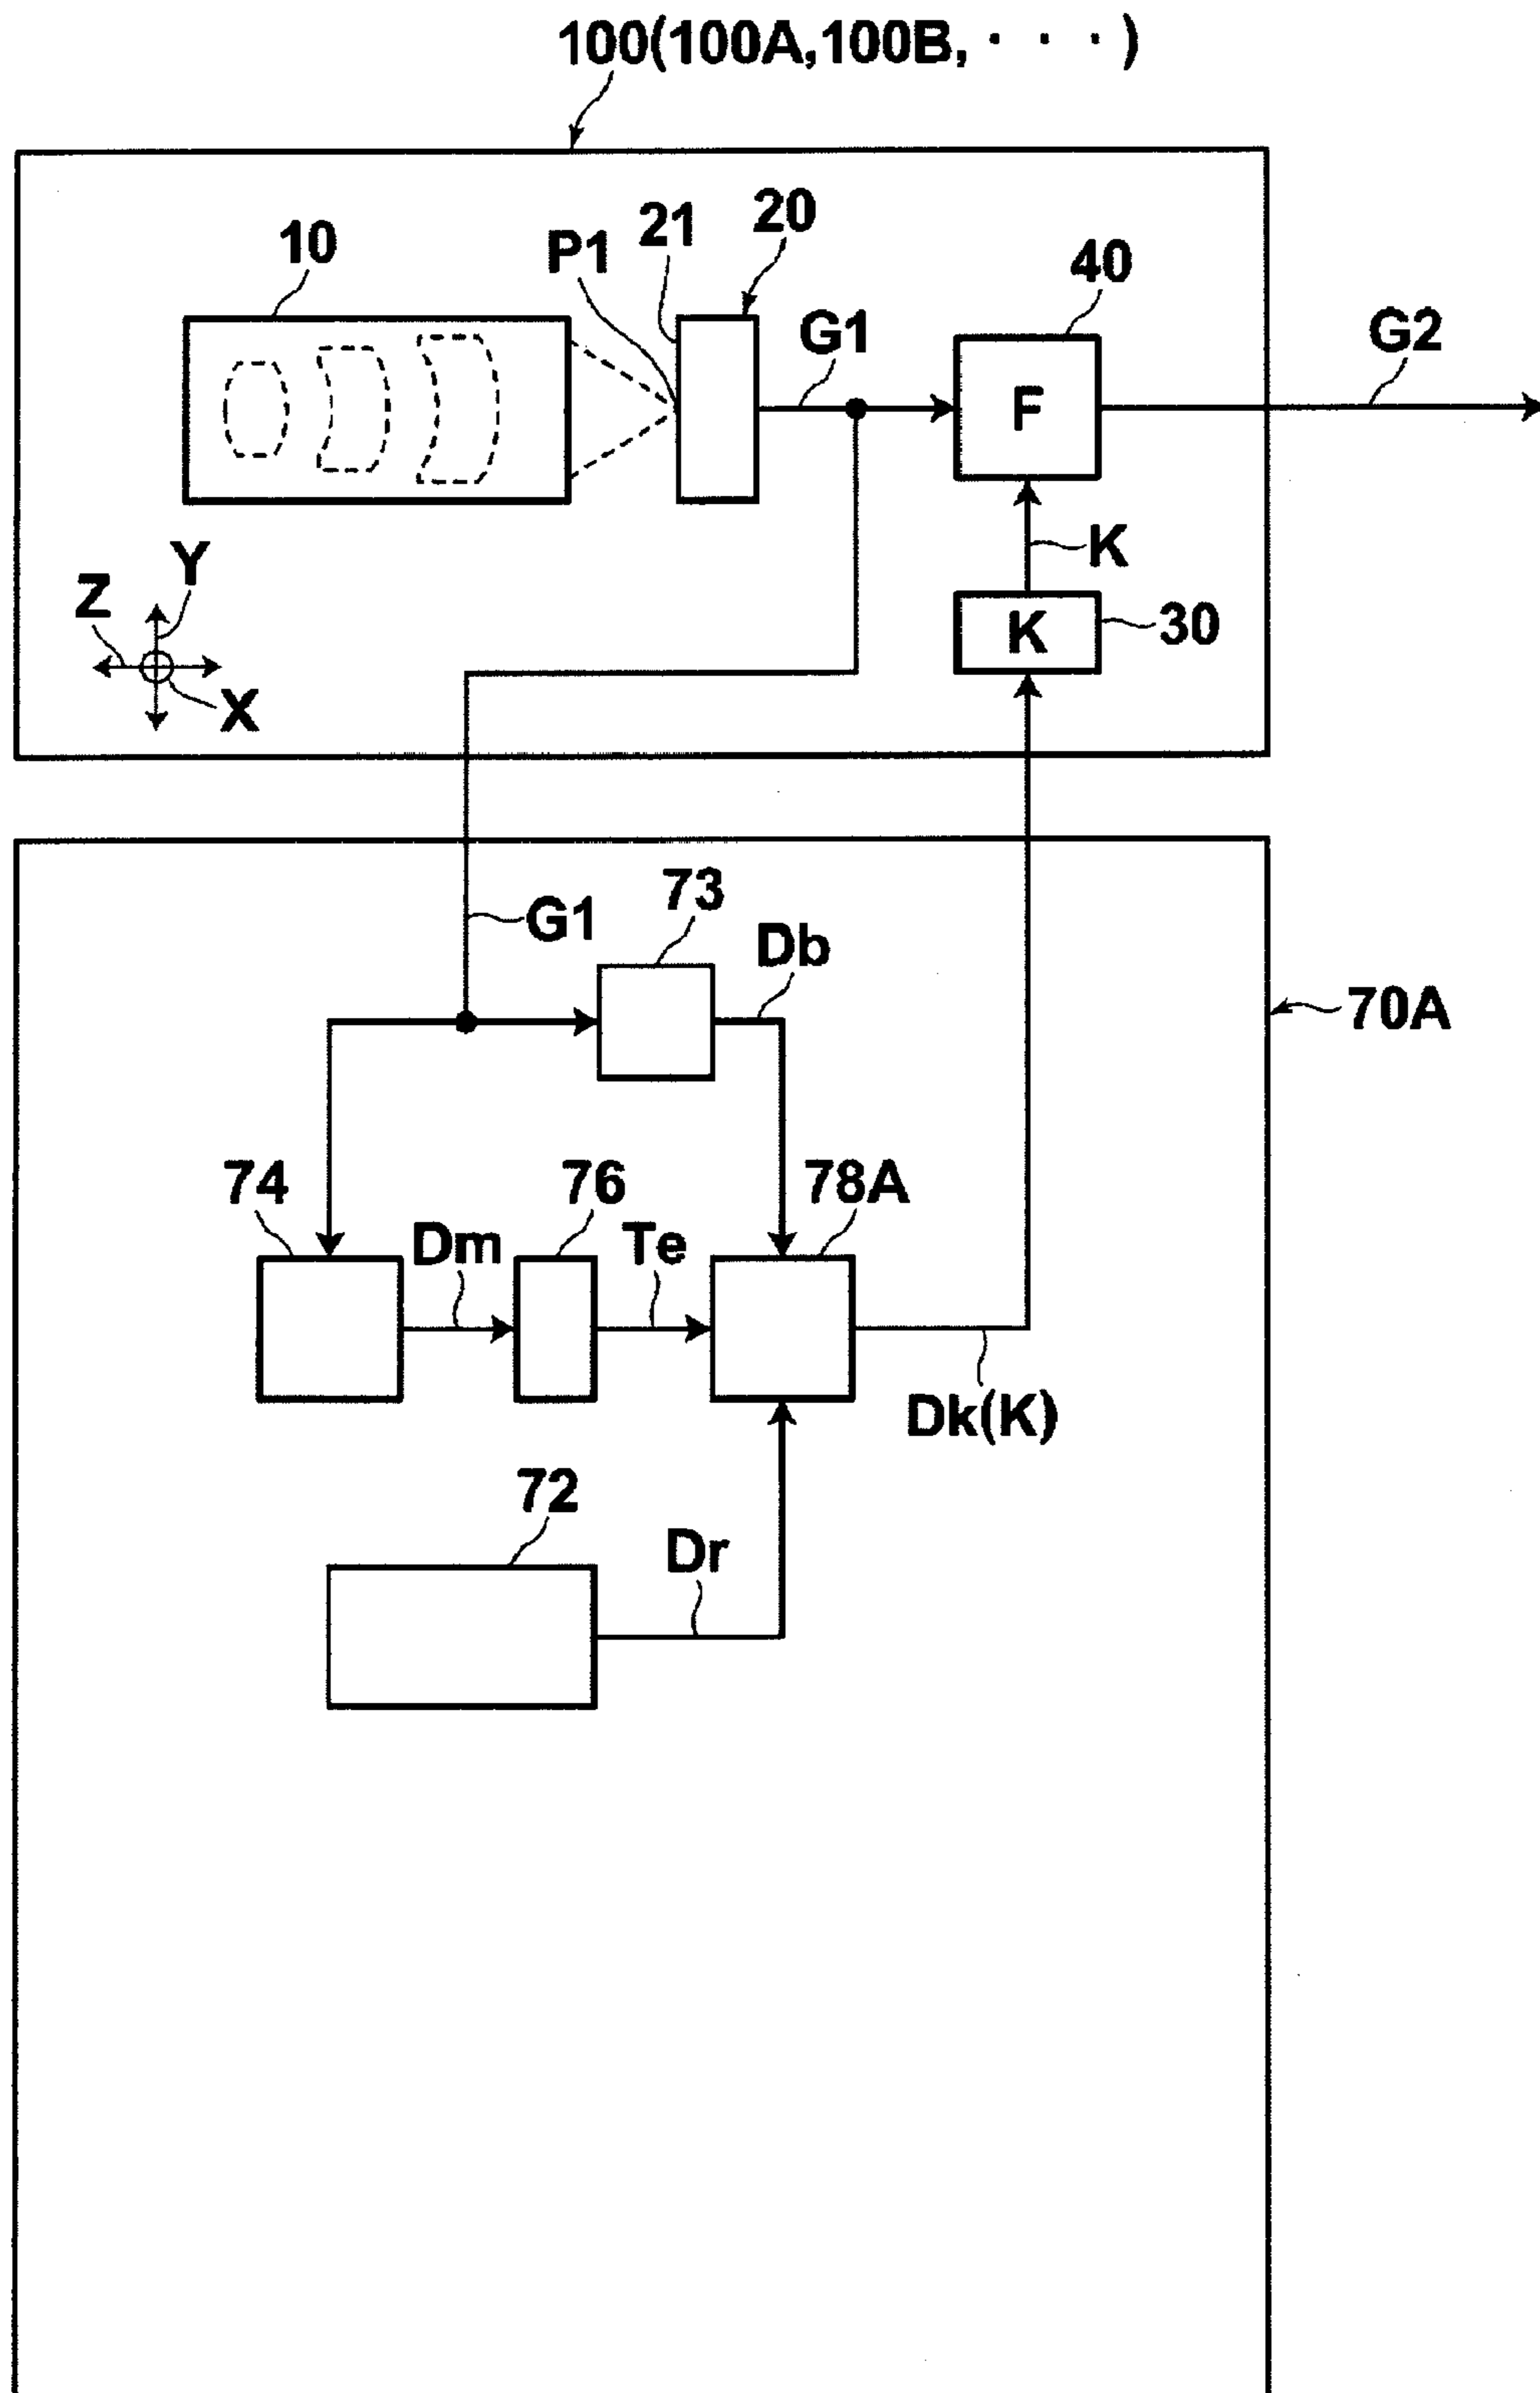 100(100A,100B, · · · )
10
P1
21
20
G1
40
G2
F
K
K
30
Y
Z
X
G1
73
Db
70A
74
Dm
76
Te
78A
Dk(K)
72
Dr